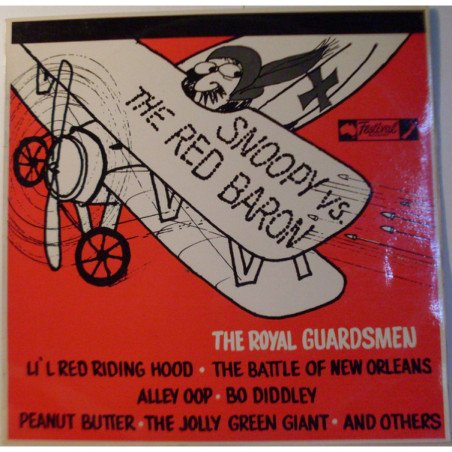 SNOOPY VS.
THE RED BARON
Festival
THE ROYAL GUARDSMEN
LI'L RED RIDING HOOD · THE BATTLE OF NEW ORLEANS
ALLEY OOP · BO DIDDLEY
PEANUT BUTTER · THE JOLLY GREEN GIANT · AND OTHERS